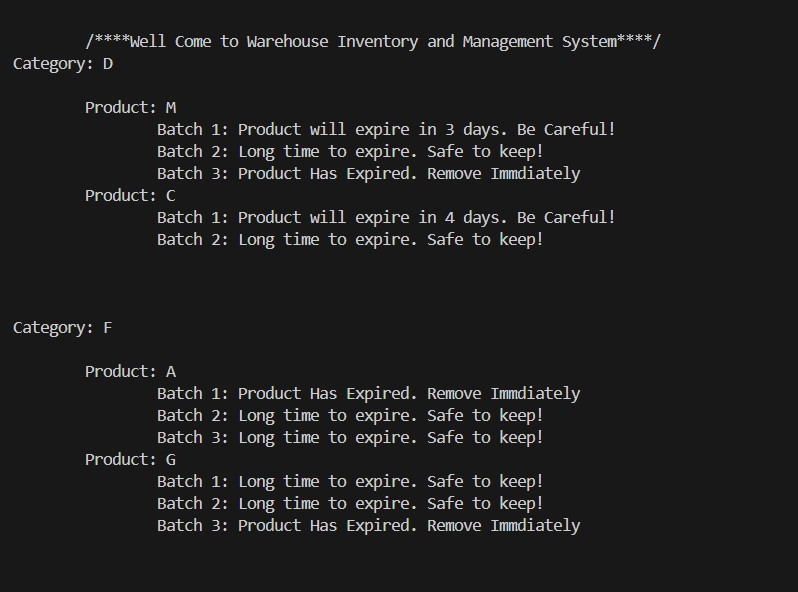 /****Well Come to Warehouse Inventory and Management System****/
Category: D
Product: M
Batch 1: Product will expire in 3 days. Be Careful!
Batch 2: Long time to expire. Safe to keep!
Batch 3: Product Has Expired. Remove Immdiately
Product: C
Batch 1: Product will expire in 4 days. Be Careful!
Batch 2: Long time to expire. Safe to keep!
Category: F
Product: A
Batch 1: Product Has Expired. Remove Immdiately
Batch 2: Long time to expire. Safe to keep!
Batch 3: Long time to expire. Safe to keep!
Product: G
Batch 1: Long time to expire. Safe to keep!
Batch 2: Long time to expire. Safe to keep!
Batch 3: Product Has Expired. Remove Immdiately